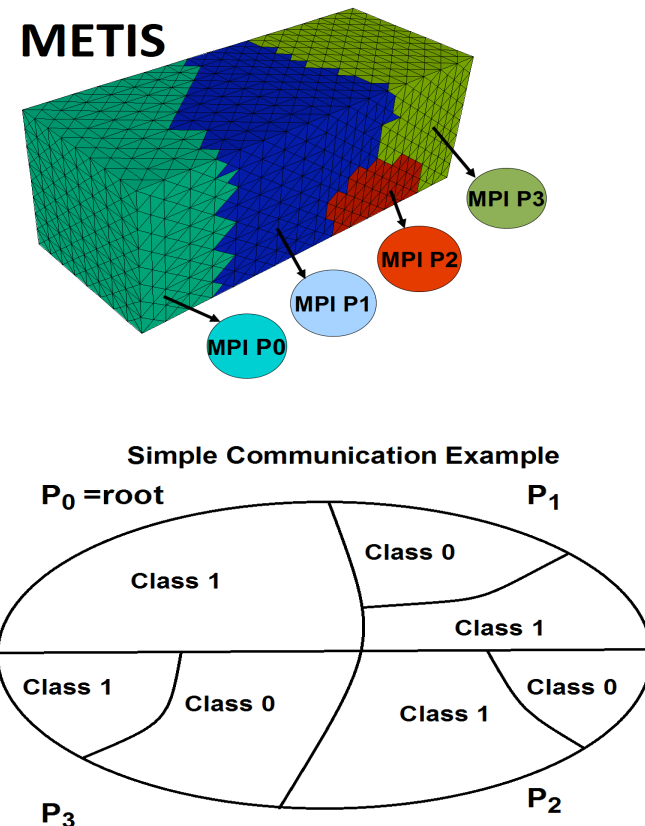 METIS
MPI P3
MPI P2
MPI P1
MPI P0
Simple Communication Example
P0 =root
P1
Class 0
Class 1
Class 1
Class 1
Class 0
Class 0
Class 1
P3
P2